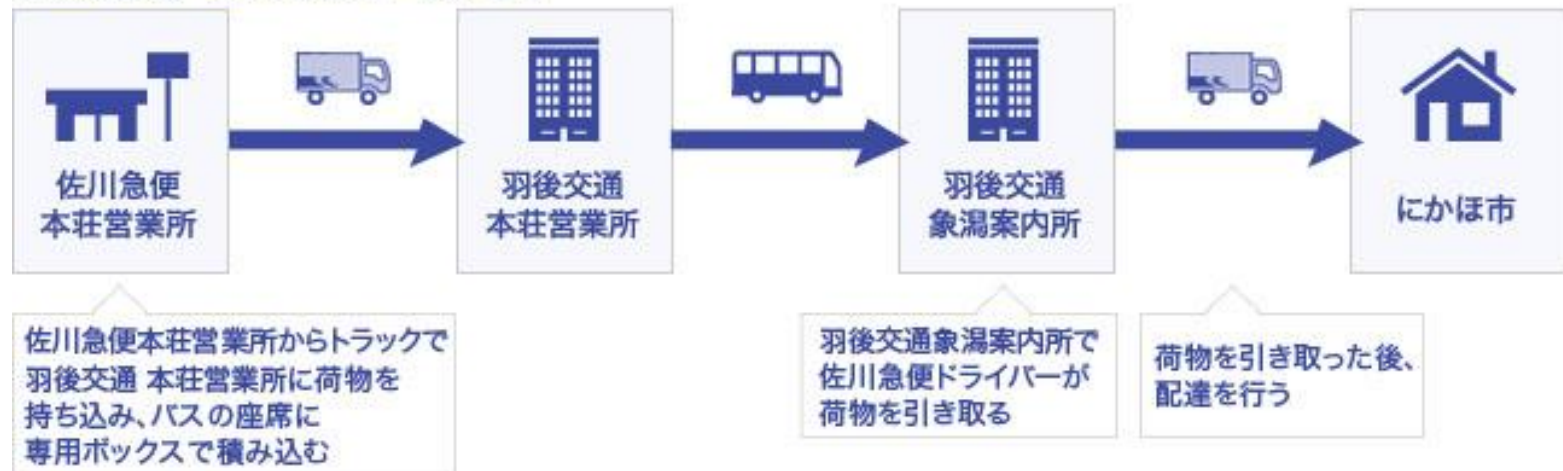 佐川急便
本荘営業所
羽後交通
本荘営業所
羽後交通
象潟案内所
にかほ市
佐川急便本荘営業所からトラックで
羽後交通 本荘営業所に荷物を
持ち込み、バスの座席に
専用ボックスで積み込む
羽後交通象潟案内所で
佐川急便ドライバーが
荷物を引き取る
荷物を引き取った後、
配達を行う